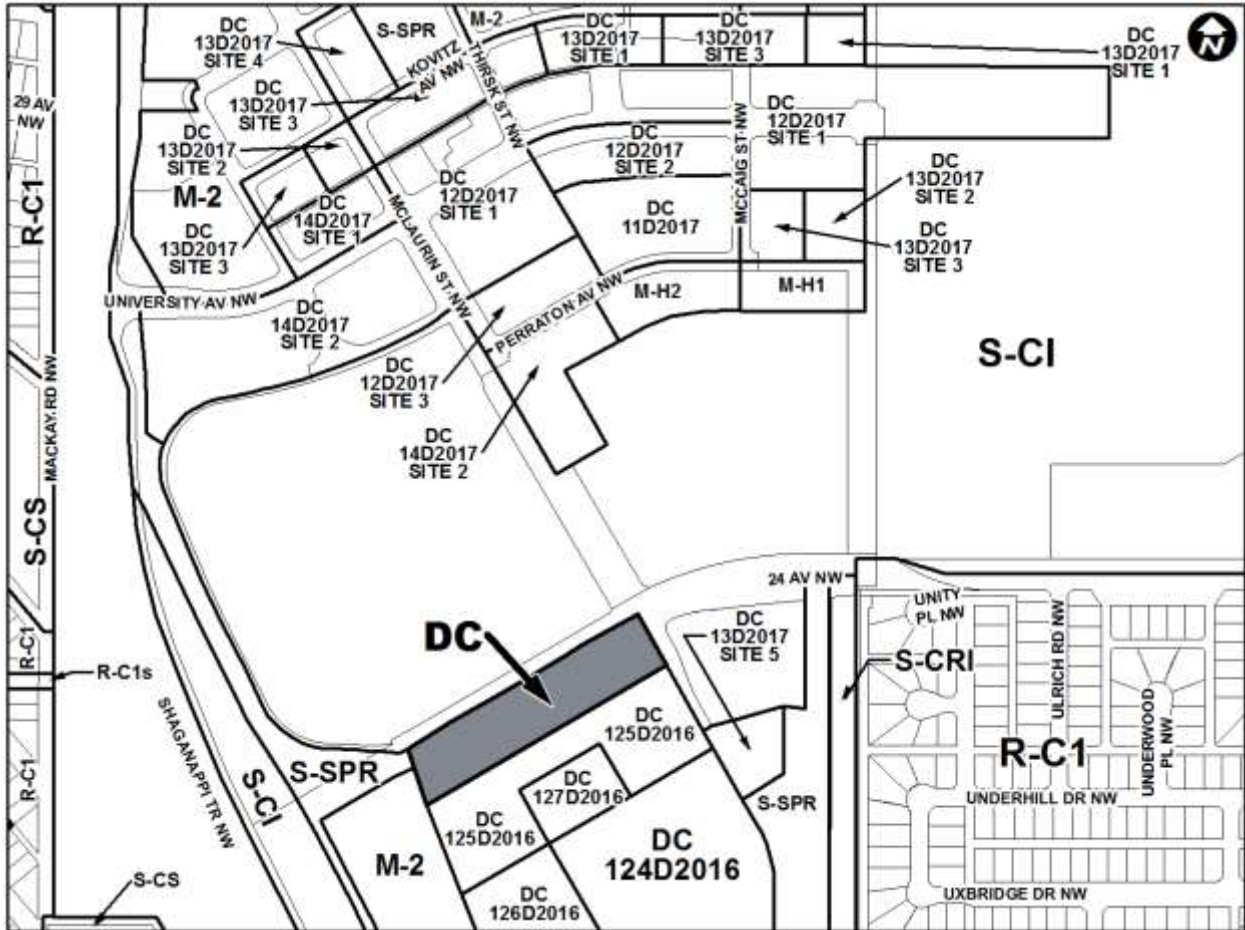 DC
13D2017
SITE 4
S-SPR
KOVITZ
AV NW
THIRSK ST NW
M-2
DC
13D2017
SITE 1
DC
13D2017
SITE 3
DC
13D2017
SITE 1
N
29 AV
NW
DC
13D2017
SITE 3
DC
13D2017
SITE 2
M-2
R-C1
DC
13D2017
SITE 3
DC
14D2017
SITE 1
DC
12D2017
SITE 1
DC
12D2017
SITE 2
DC
12D2017
SITE 1
MCCAIG ST NW
DC
11D2017
DC
13D2017
SITE 2
DC
13D2017
SITE 3
MCLAURIN ST NW
UNIVERSITY AV NW
DC
14D2017
SITE 2
PERRATON AV NW
M-H2
M-H1
S-CI
DC
12D2017
SITE 3
DC
14D2017
SITE 2
MACKAY RD NW
S-CS
24 AV NW
UNITY
PL NW
ULRICH RD NW
DC
DC
13D2017
SITE 5
S-CRI
R-C1
R-C1s
UNDERWOOD
PL NW
R-C1
SHAGANAPPI TR NW
S-CI
S-SPR
DC
125D2016
DC
127D2016
R-C1
S-SPR
UNDERHILL DR NW
DC
125D2016
M-2
DC
124D2016
DC
126D2016
S-CS
UXBRIDGE DR NW